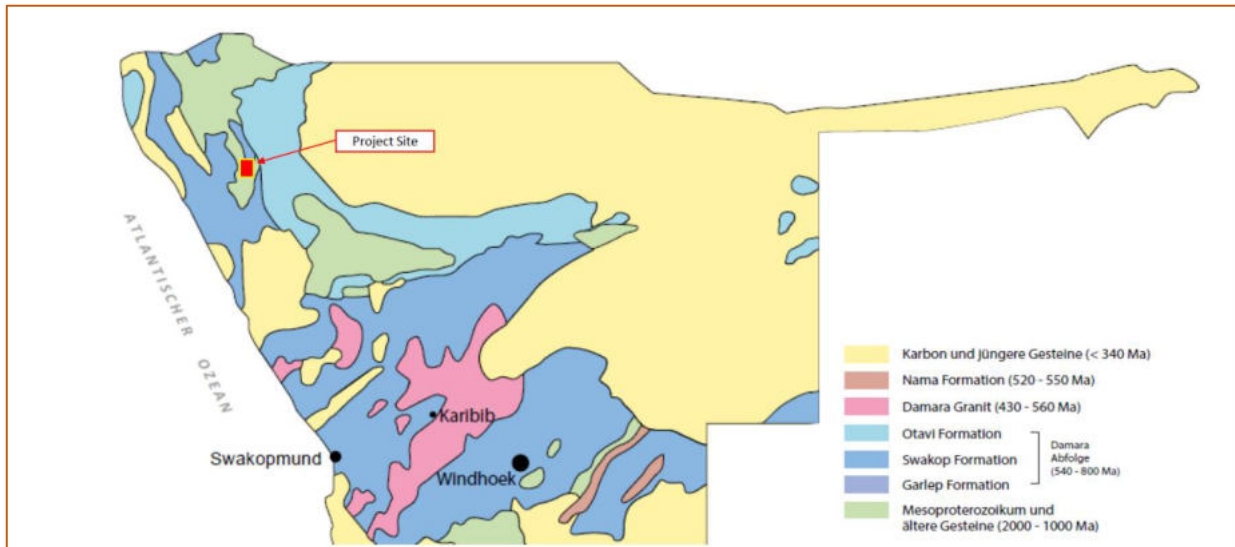 Project Site
ATLANTISCHER OZEAN
Karibib
Swakopmund
Windhoek
Karbon und jüngere Gesteine (< 340 Ma)
Nama Formation (520 - 550 Ma)
Damara Granit (430 - 560 Ma)
Otavi Formation
Swakop Formation
Garlep Formation
Damara
Abfolge
(540 - 800 Ma)
Mesoproterozoikum und
ältere Gesteine (2000 - 1000 Ma)